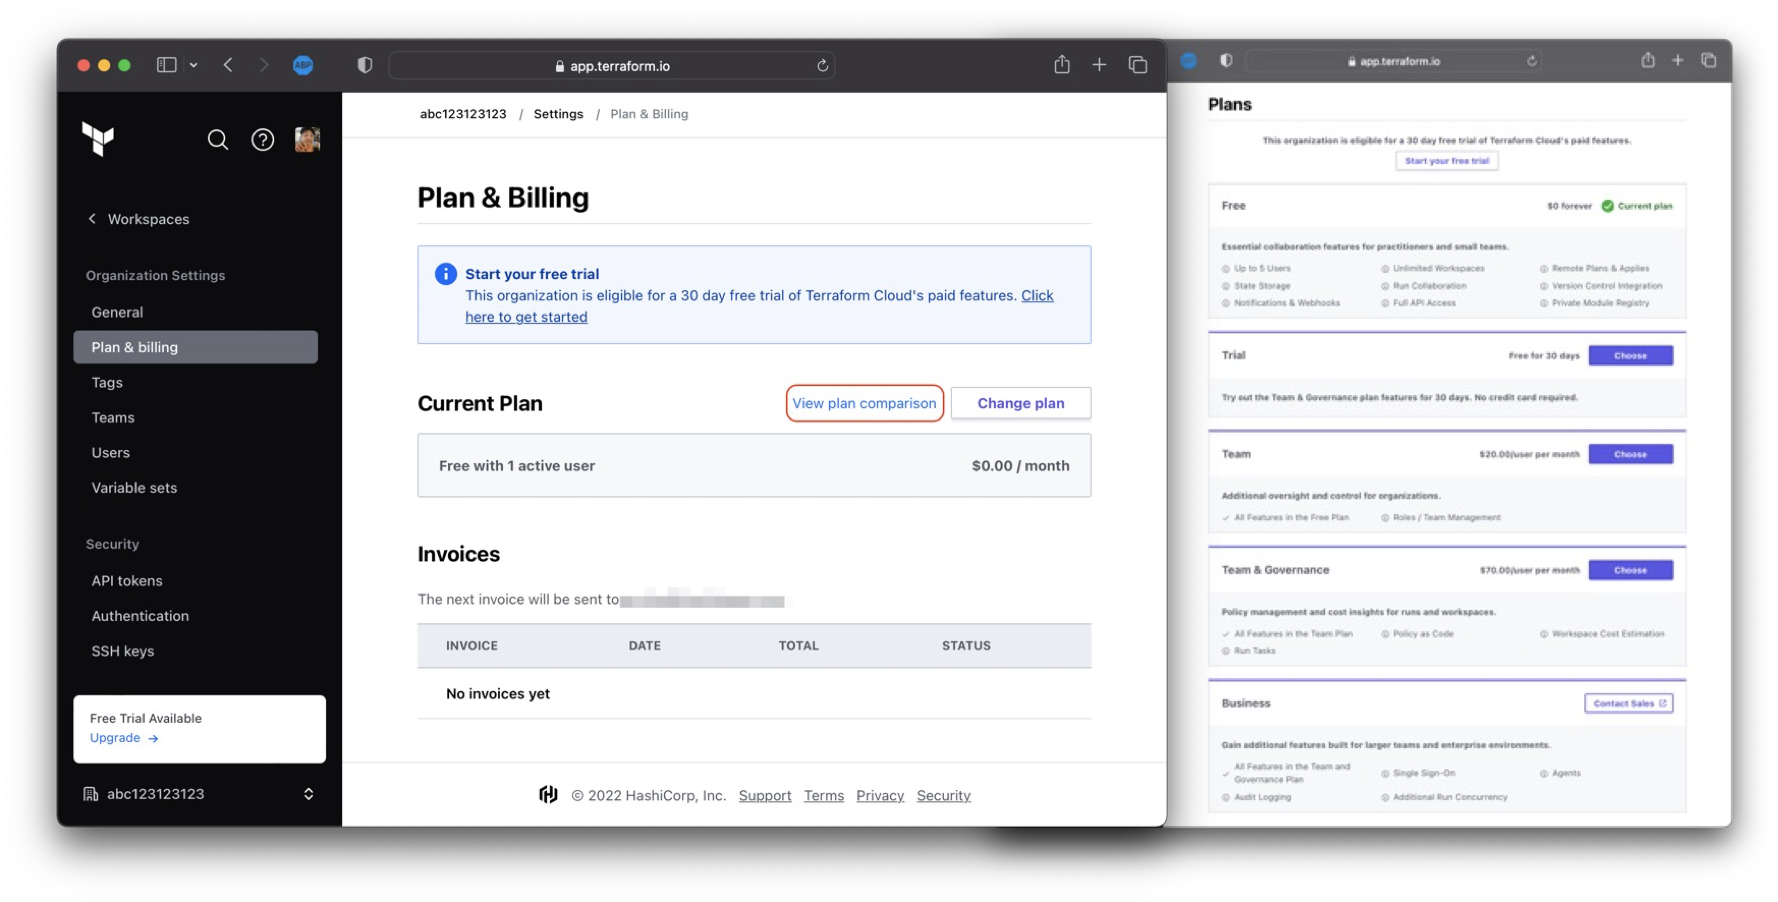 ABP
app.terraform.io
abc123123123 / Settings / Plan & Billing
Workspaces
Organization Settings
General
Plan & billing
Tags
Teams
Users
Variable sets
Security
API tokens
Authentication
SSH keys
Free Trial Available
Upgrade →
abc123123123
Plan & Billing
Start your free trial
This organization is eligible for a 30 day free trial of Terraform Cloud's paid features. Click
here to get started
Current Plan
View plan comparison
Change plan
Free with 1 active user
$0.00 / month
Invoices
The next invoice will be sent to
INVOICE DATE TOTAL STATUS
No invoices yet
© 2022 HashiCorp, Inc. Support Terms Privacy Security
app.terraform.io
Plans
This organization is eligible for a 30 day free trial of Terraform Cloud's paid features.
Start your free trial
Free $0 forever Current plan
Essential collaboration features for practitioners and small teams.
Up to 5 Users Unlimited Workspaces Remote Plans & Applies
State Storage Run Collaboration Version Control Integration
Notifications & Webhooks Full API Access Private Module Registry
Trial Free for 30 days Choose
Try out the Team & Governance plan features for 30 days. No credit card required.
Team $20.00/user per month Choose
Additional oversight and control for organizations.
All Features in the Free Plan Roles / Team Management
Team & Governance $70.00/user per month Choose
Policy management and cost insights for runs and workspaces.
All Features in the Team Plan Policy as Code Workspace Cost Estimation
Run Tasks
Business Contact Sales
Gain additional features built for larger teams and enterprise environments.
All Features in the Team and
Governance Plan Single Sign-On Agents
Audit Logging Additional Run Concurrency